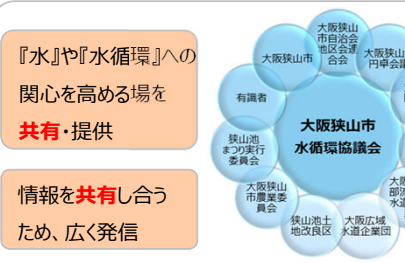 『水』や『水循環』への
関心を高める場を
共有・提供
情報を共有し合う
ため、広く発信
大阪狭山市
水循環協議会
大阪狭山
市自治会
地区会連
合会
大阪狭山市
円卓会議
大阪狭山市
有識者
狭山池
まつり実行
委員会
大阪狭山
市農業委
員会
狭山池土
地改良区
大阪広域
水道企業団